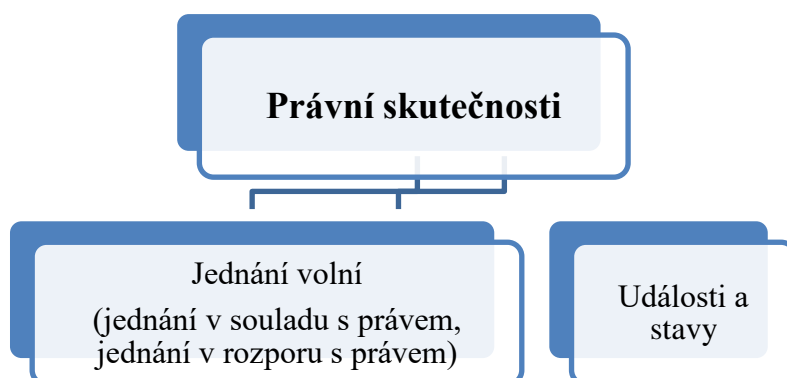 Právní skutečnosti
Jednání volní
(jednání v souladu s právem,
jednání v rozporu s právem)
Události a
stavy